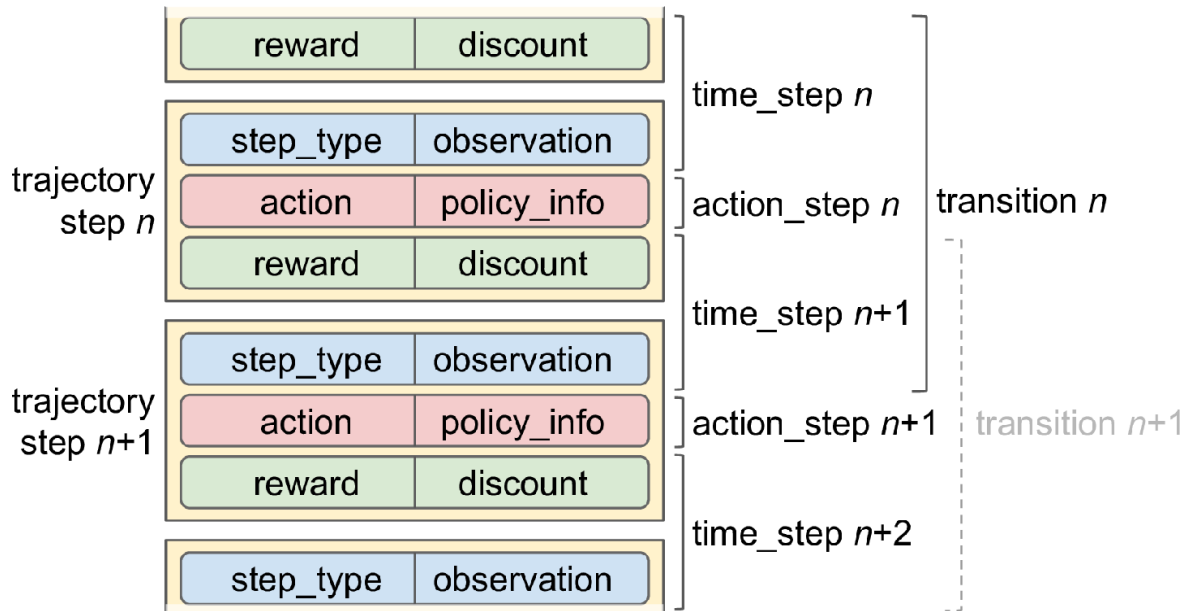 reward discount
time_step n
step_type observation
trajectory
step n
action policy_info
action_step n
transition n
reward discount
time_step n+1
step_type observation
trajectory
step n+1
action policy_info
action_step n+1
transition n+1
reward discount
time_step n+2
step_type observation